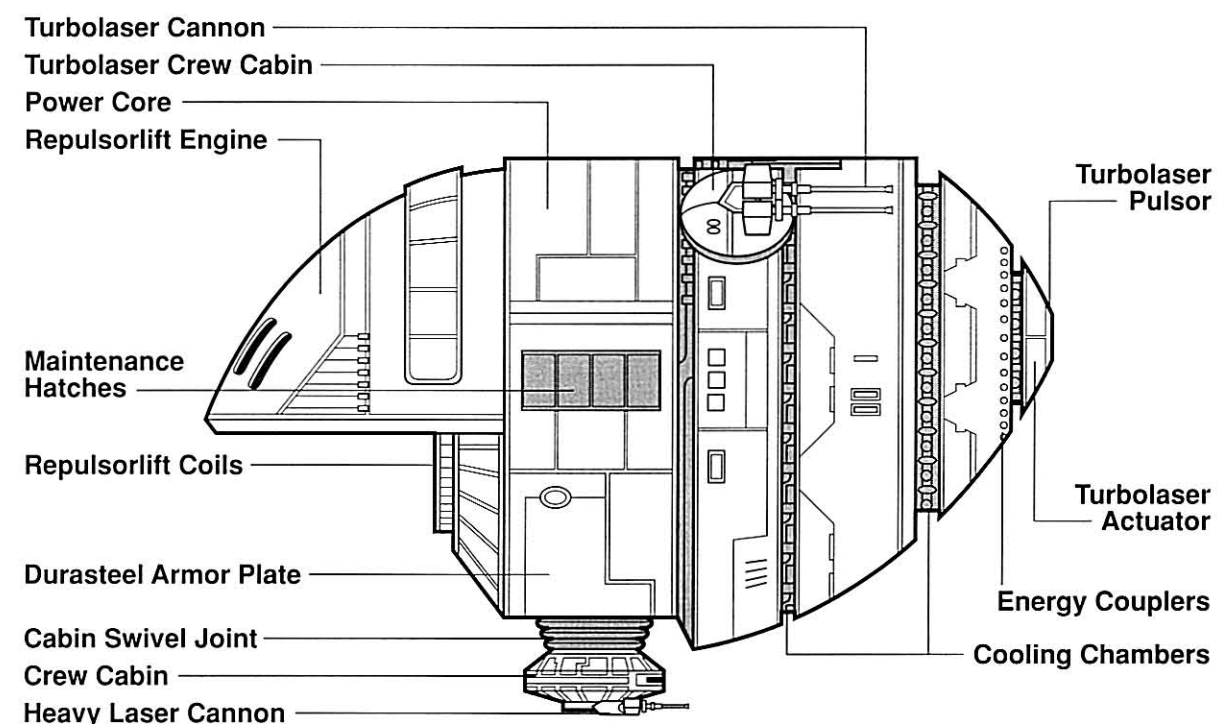 Turbolaser Cannon
Turbolaser Crew Cabin
Power Core
Repulsorlift Engine
Turbolaser
Pulsor
Maintenance
Hatches
Repulsorlift Coils
Turbolaser
Actuator
Durasteel Armor Plate
Energy Couplers
Cabin Swivel Joint
Cooling Chambers
Crew Cabin
Heavy Laser Cannon